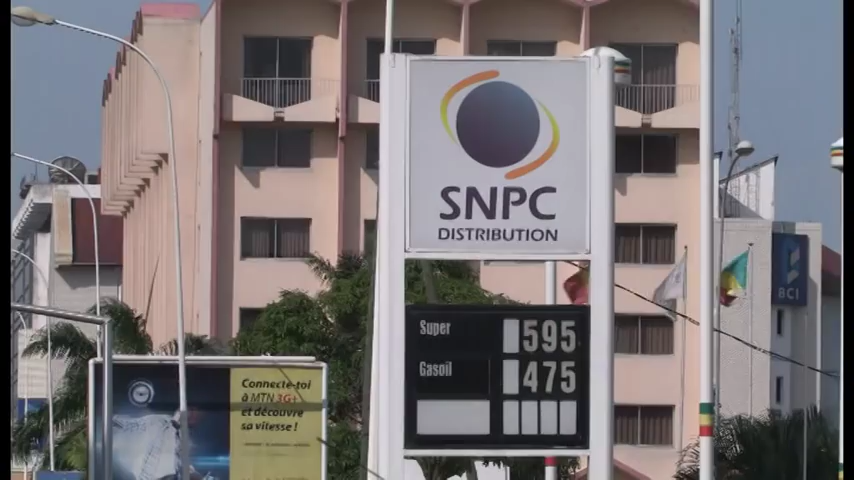 SNPC
DISTRIBUTION
Super 595
Gasoil 475
BCI
Connecte-toi
à MTN 3G+
et découvre
sa vitesse !